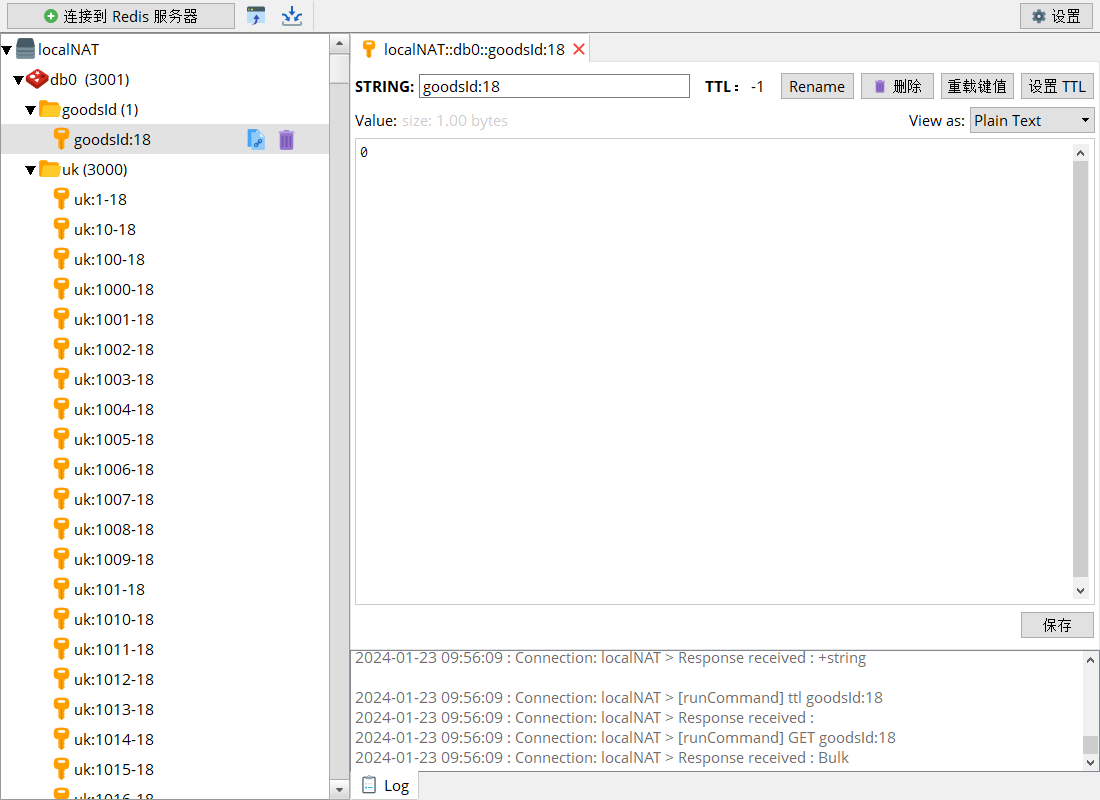 连接到 Redis 服务器
设置
localNAT
db0 (3001)
goodsId (1)
goodsId:18
uk (3000)
uk:1-18
uk:10-18
uk:100-18
uk:1000-18
uk:1001-18
uk:1002-18
uk:1003-18
uk:1004-18
uk:1005-18
uk:1006-18
uk:1007-18
uk:1008-18
uk:1009-18
uk:101-18
uk:1010-18
uk:1011-18
uk:1012-18
uk:1013-18
uk:1014-18
uk:1015-18
uk:1016-18
localNAT::db0::goodsId:18
STRING: goodsId:18 TTL: -1 Rename 删除 重载键值 设置 TTL
Value: size: 1.00 bytes View as: Plain Text
0
保存
2024-01-23 09:56:09 : Connection: localNAT > Response received : +string
2024-01-23 09:56:09 : Connection: localNAT > [runCommand] ttl goodsId:18
2024-01-23 09:56:09 : Connection: localNAT > Response received :
2024-01-23 09:56:09 : Connection: localNAT > [runCommand] GET goodsId:18
2024-01-23 09:56:09 : Connection: localNAT > Response received : Bulk
Log